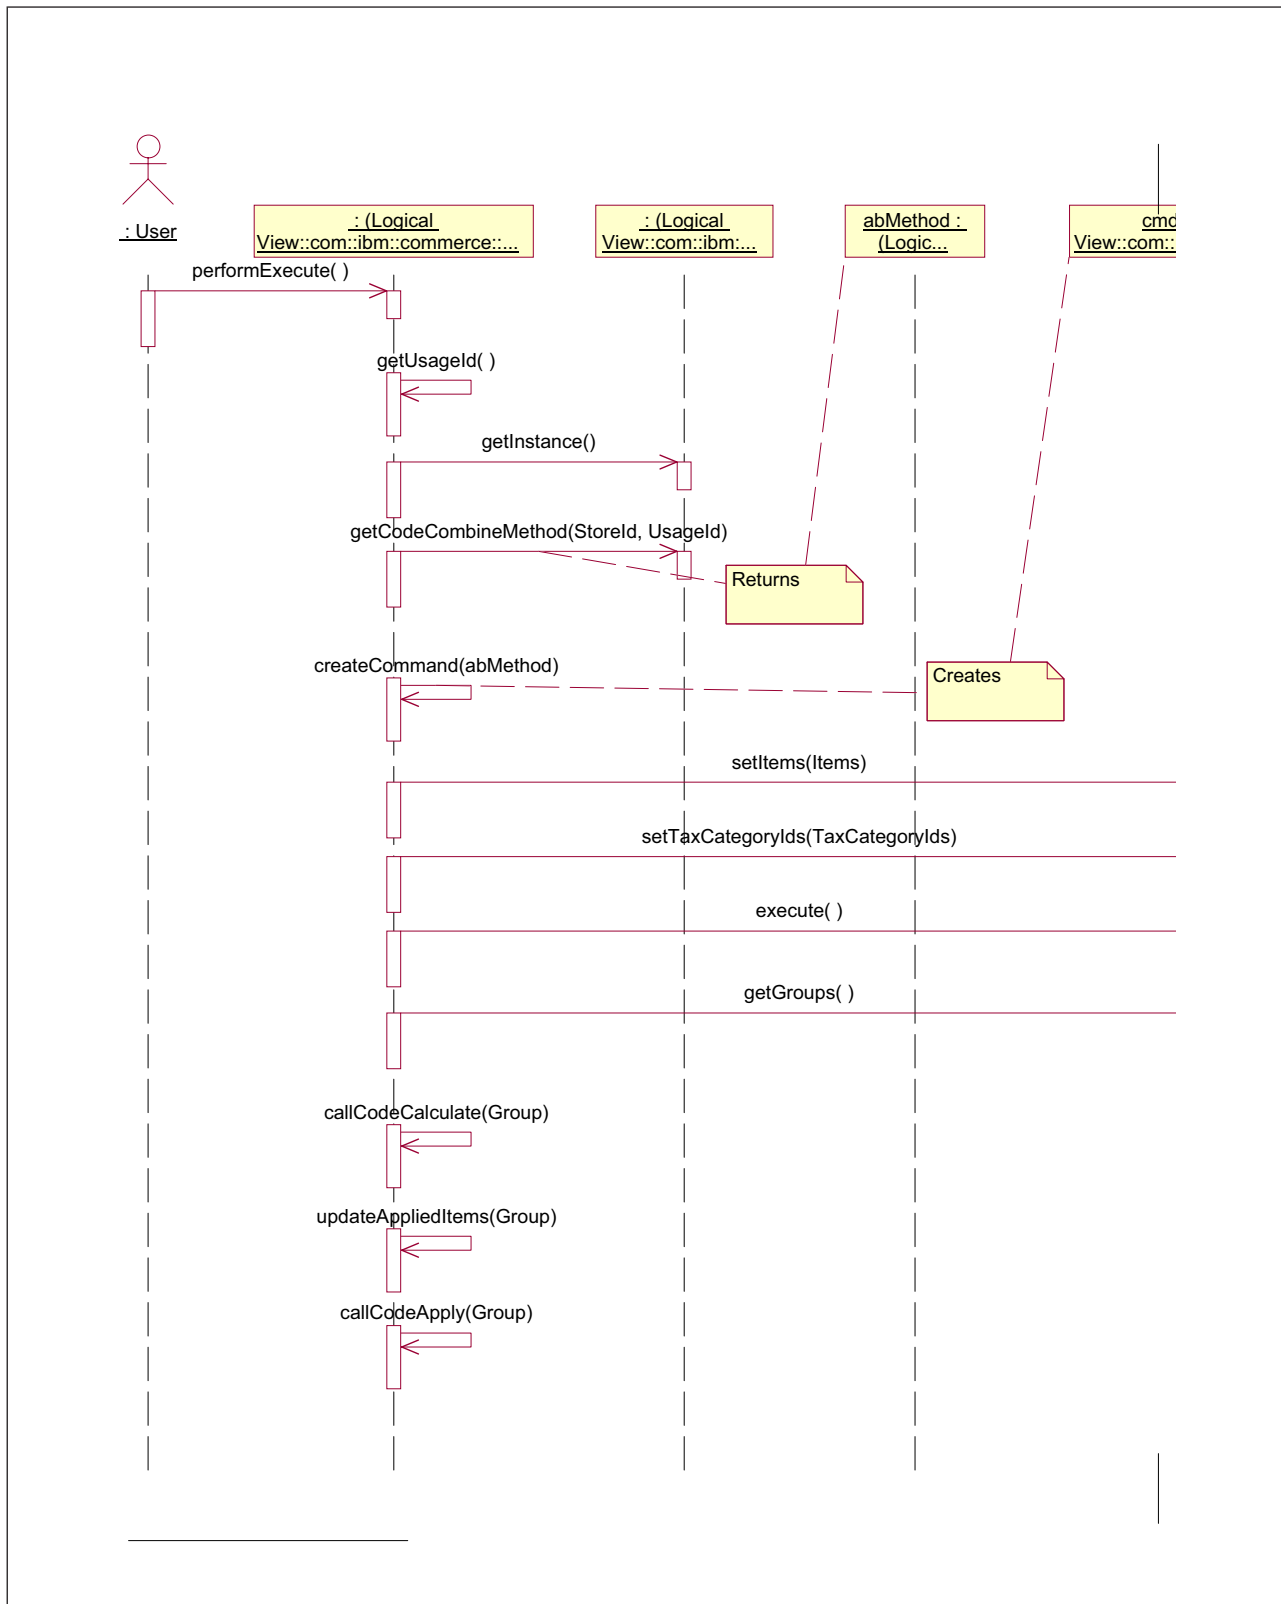 : User
: (Logical
View::com::ibm::commerce::...
: (Logical
View::com::ibm:...
abMethod :
(Logic...
cmd
View::com::
performExecute( )
getUsageId( )
getInstance()
getCodeCombineMethod(StoreId, UsageId)
Returns
createCommand(abMethod)
Creates
setItems(Items)
setTaxCategoryIds(TaxCategoryIds)
execute( )
getGroups( )
callCodeCalculate(Group)
updateAppliedItems(Group)
callCodeApply(Group)